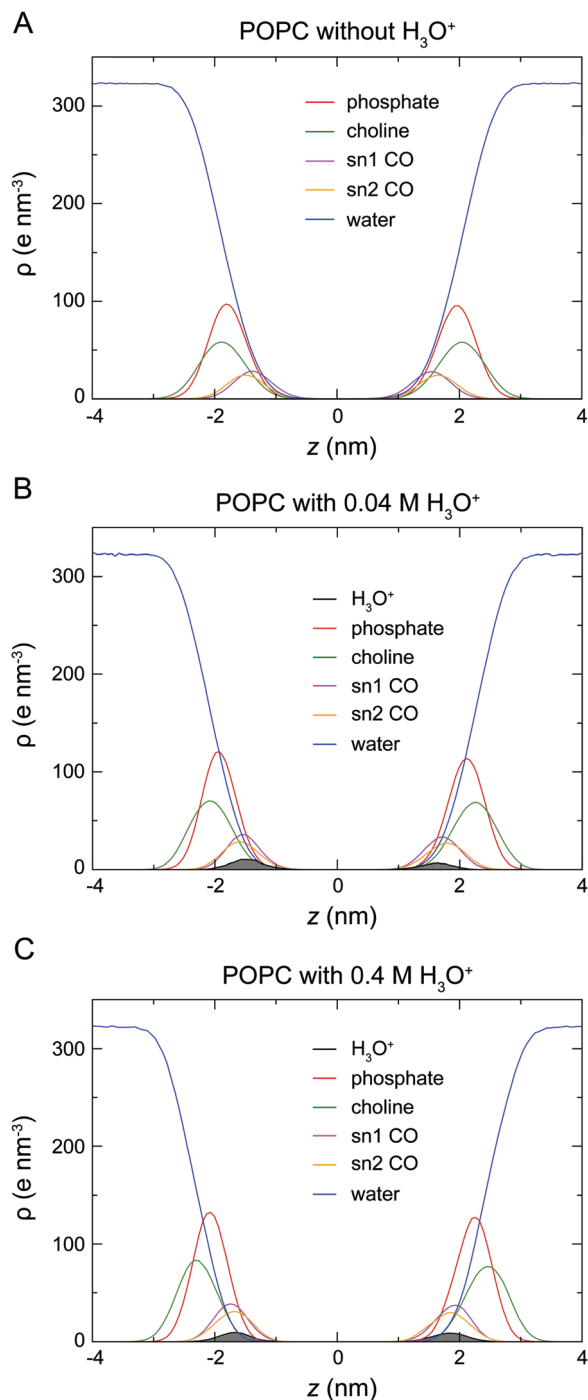 A
POPC without H₃O⁺
300
200
100
0
ρ (e nm⁻³)
phosphate
choline
sn1 CO
sn2 CO
water
-4 -2 0 2 4
z (nm)
B
POPC with 0.04 M H₃O⁺
300
200
100
0
ρ (e nm⁻³)
H₃O⁺
phosphate
choline
sn1 CO
sn2 CO
water
-4 -2 0 2 4
z (nm)
C
POPC with 0.4 M H₃O⁺
300
200
100
0
ρ (e nm⁻³)
H₃O⁺
phosphate
choline
sn1 CO
sn2 CO
water
-4 -2 0 2 4
z (nm)